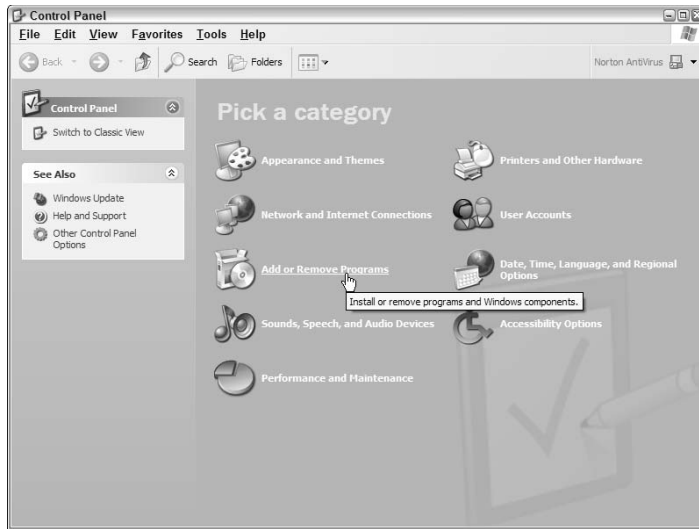 Control Panel
File Edit View Favorites Tools Help
Back Search Folders Norton AntiVirus
Control Panel
Switch to Classic View
See Also
Windows Update
Help and Support
Other Control Panel
Options
Pick a category
Appearance and Themes
Printers and Other Hardware
Network and Internet Connections
User Accounts
Add or Remove Programs
Date, Time, Language, and Regional
Options
Install or remove programs and Windows components.
Sounds, Speech, and Audio Devices
Accessibility Options
Performance and Maintenance